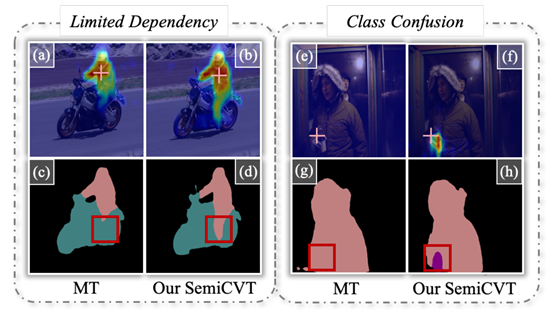 Limited Dependency
Class Confusion
(a)
(b)
(e)
(f)
(c)
(d)
(g)
(h)
MT
Our SemiCVT
MT
Our SemiCVT